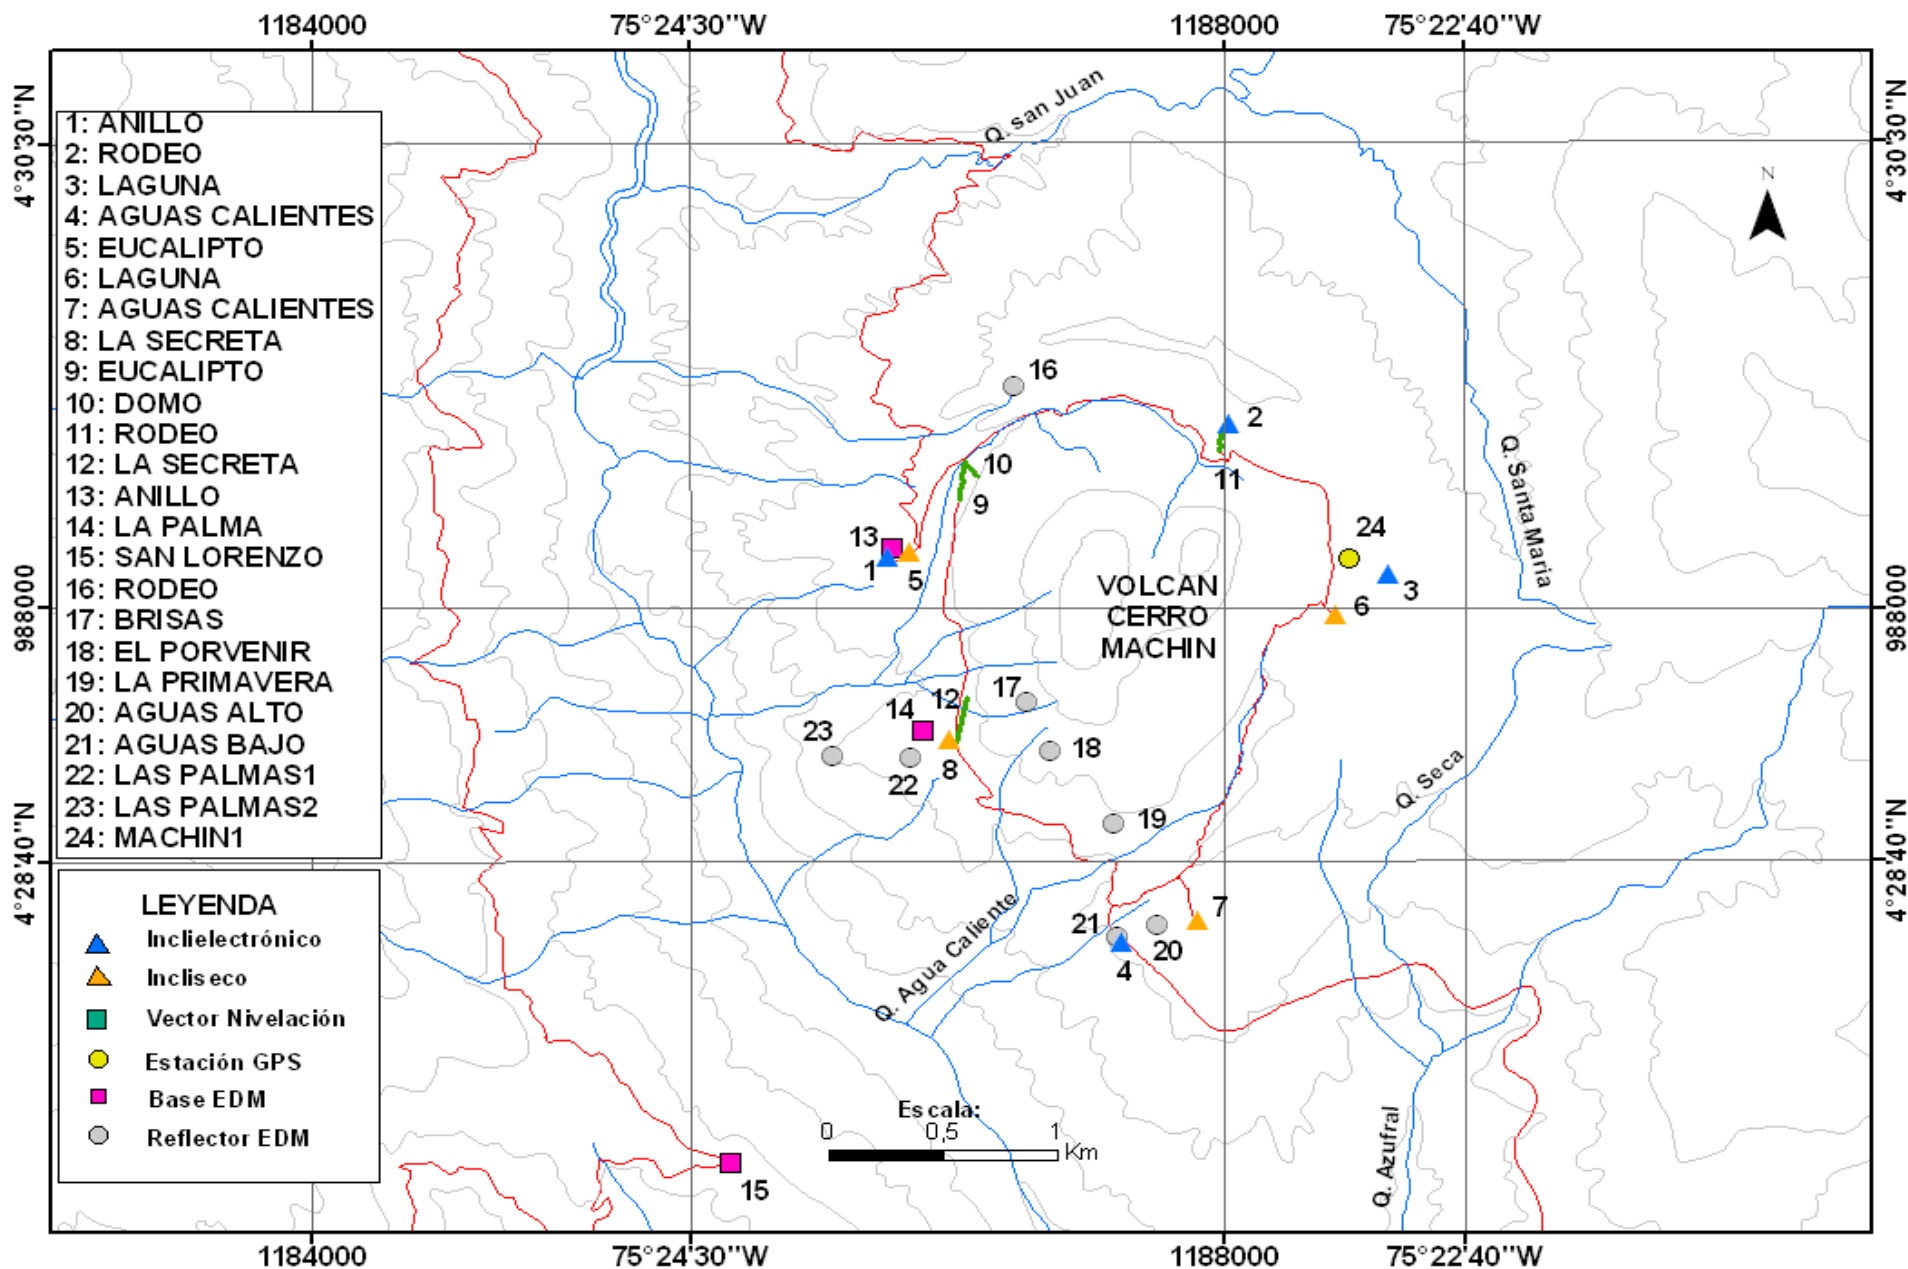 1184000
75°24'30''W
1188000
75°22'40''W
4°30'30''N
988000
4°28'40''N
4°30'30''N
988000
4°28'40''N
1: ANILLO
2: RODEO
3: LAGUNA
4: AGUAS CALIENTES
5: EUCALIPTO
6: LAGUNA
7: AGUAS CALIENTES
8: LA SECRETA
9: EUCALIPTO
10: DOMO
11: RODEO
12: LA SECRETA
13: ANILLO
14: LA PALMA
15: SAN LORENZO
16: RODEO
17: BRISAS
18: EL PORVENIR
19: LA PRIMAVERA
20: AGUAS ALTO
21: AGUAS BAJO
22: LAS PALMAS1
23: LAS PALMAS2
24: MACHIN1
LEYENDA
Inclielectrónico
Incliseco
Vector Nivelación
Estación GPS
Base EDM
Reflector EDM
Q. san Juan
N
16
2
10
11
9
Q. Santa Maria
13
24
1
5
3
6
VOLCAN
CERRO
MACHIN
12
17
14
23
18
22
8
Q. Seca
19
7
21
20
4
Q. Agua Caliente
Escala:
0
0,5
1
Km
Q. Azufral
15
1184000
75°24'30''W
1188000
75°22'40''W